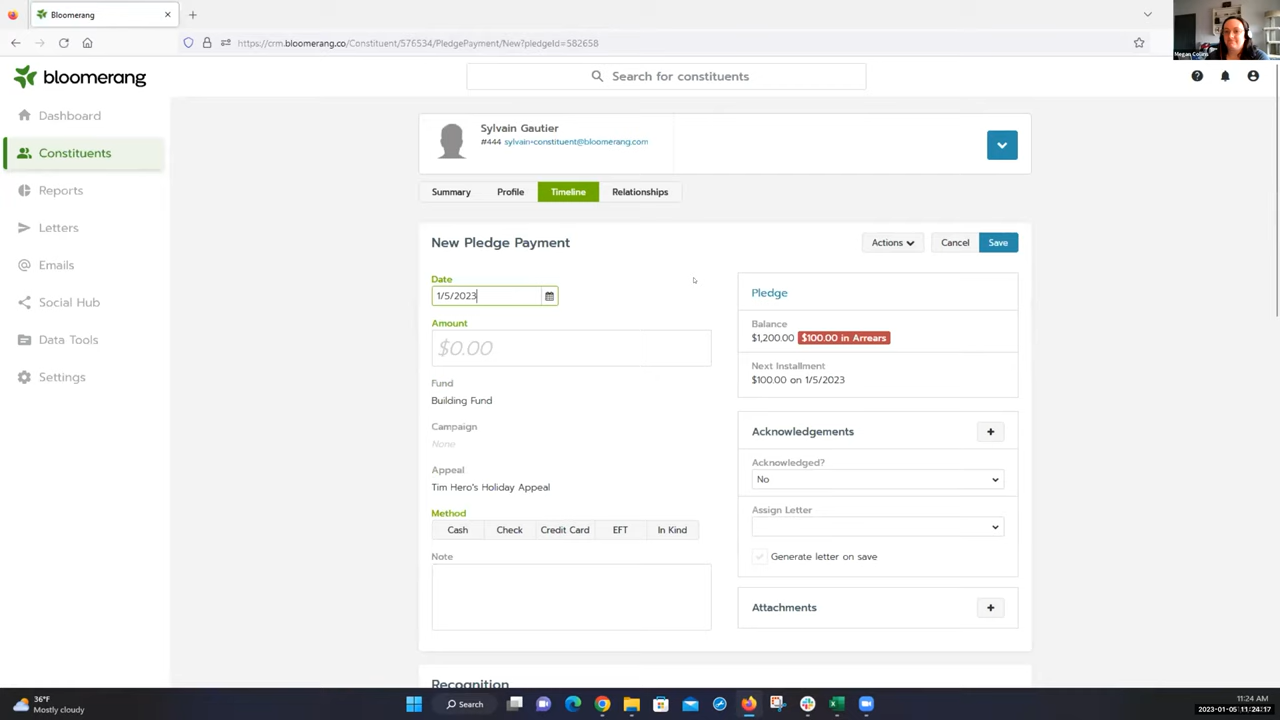 Bloomerang
https://crm.bloomerang.co/Constituent/576534/PledgePayment/New?pledgeId=582658
Megan Collins
bloomerang
Search for constituents
Dashboard
Constituents
Reports
Letters
Emails
Social Hub
Data Tools
Settings
Sylvain Gautier
#444 sylvain+constituent@bloomerang.com
Summary Profile Timeline Relationships
New Pledge Payment
Actions Cancel Save
Date
1/5/2023
Amount
$0.00
Fund
Building Fund
Campaign
None
Appeal
Tim Hero's Holiday Appeal
Method
Cash Check Credit Card EFT In Kind
Note
Pledge
Balance
$1,200.00 $100.00 in Arrears
Next Installment
$100.00 on 1/5/2023
Acknowledgements
Acknowledged?
No
Assign Letter
Generate letter on save
Attachments
Recognition
36°F
Mostly cloudy
Search
11:24 AM
2023-01-05 11:24:17